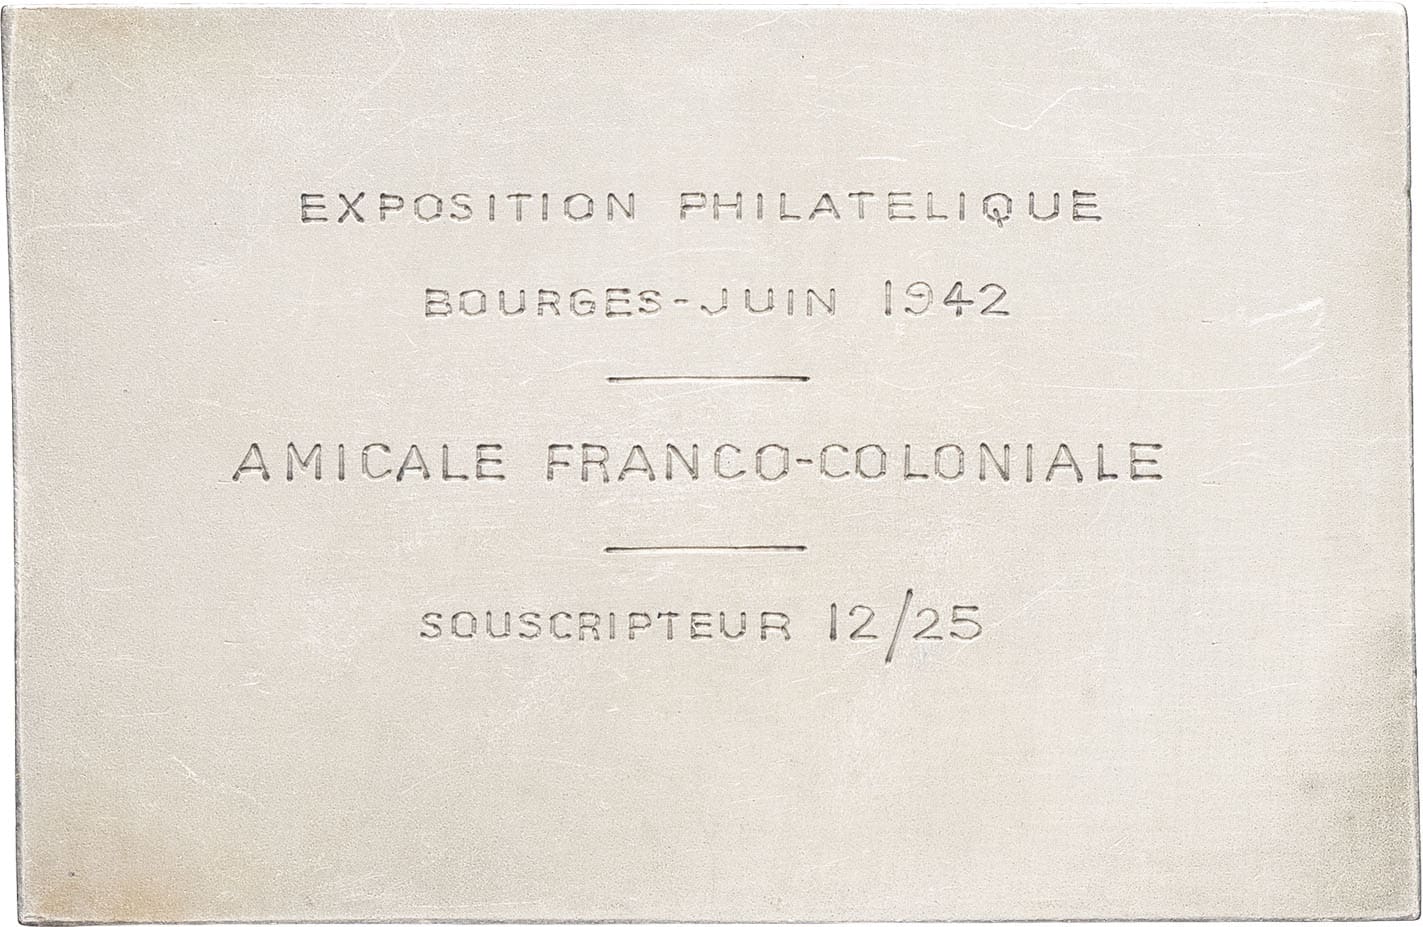 EXPOSITION PHILATELIQUE
BOURGES-JUIN 1942
AMICALE FRANCO-COLONIALE
SOUSCRIPTEUR 12/25